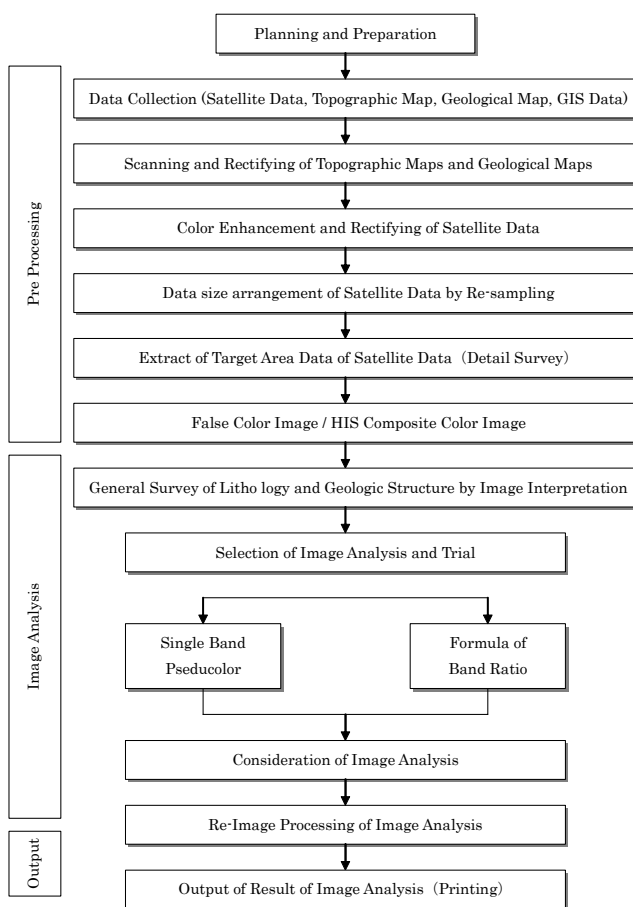 Planning and Preparation
Pre Processing
Data Collection (Satellite Data, Topographic Map, Geological Map, GIS Data)
Scanning and Rectifying of Topographic Maps and Geological Maps
Color Enhancement and Rectifying of Satellite Data
Data size arrangement of Satellite Data by Re-sampling
Extract of Target Area Data of Satellite Data（Detail Survey）
False Color Image / HIS Composite Color Image
Image Analysis
General Survey of Litho logy and Geologic Structure by Image Interpretation
Selection of Image Analysis and Trial
Single Band
Pseducolor
Formula of
Band Ratio
Consideration of Image Analysis
Re-Image Processing of Image Analysis
Output
Output of Result of Image Analysis（Printing）